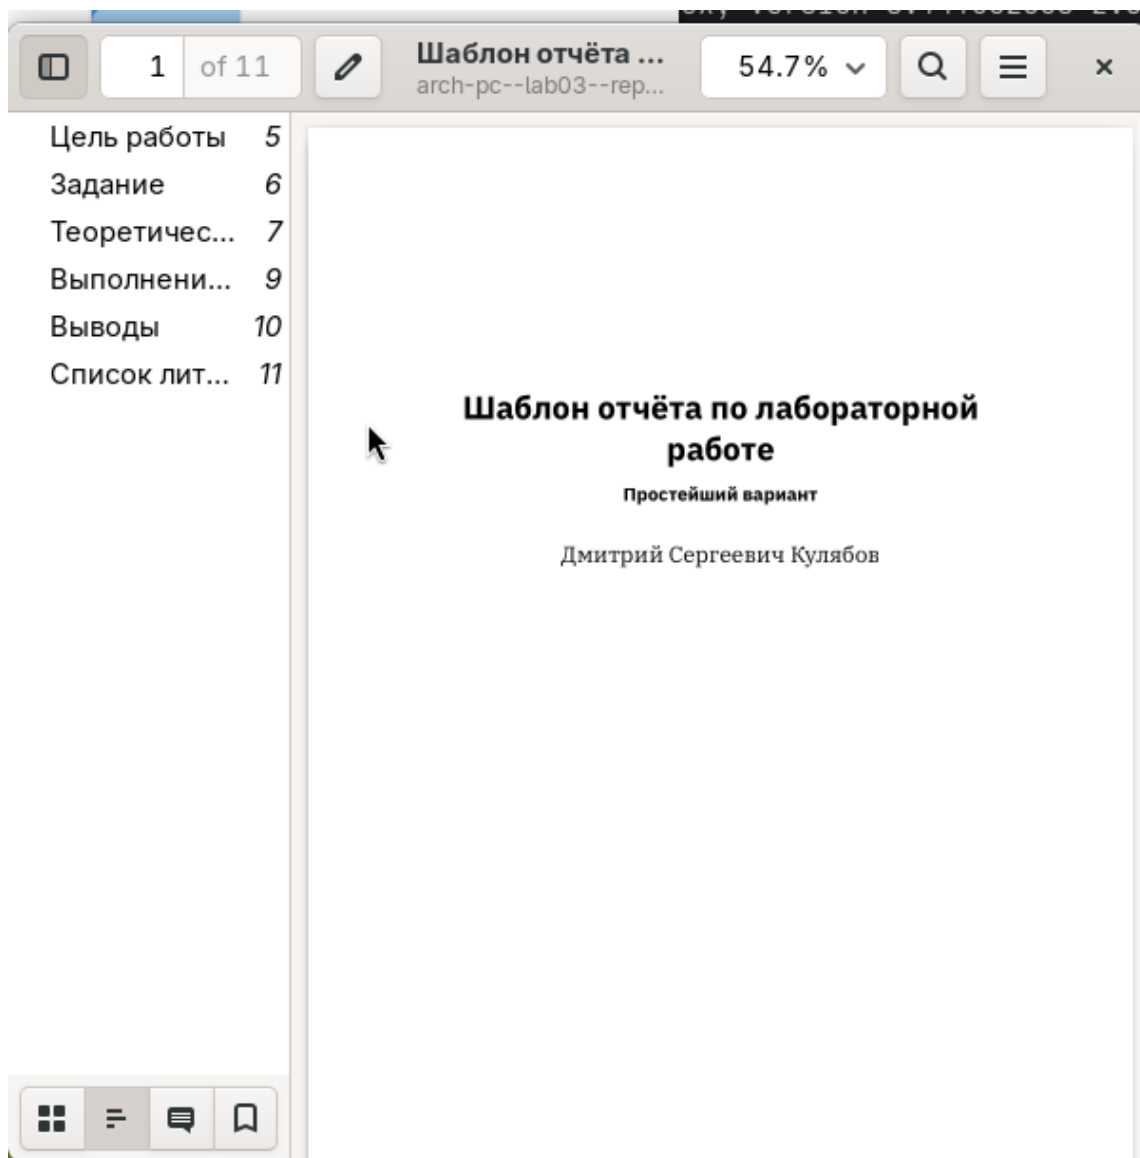 1 of 11
Шаблон отчёта ...
arch-pc--lab03--rep...
54.7%
Цель работы 5
Задание 6
Теоретичес... 7
Выполнени... 9
Выводы 10
Список лит... 11
Шаблон отчёта по лабораторной
работе
Простейший вариант
Дмитрий Сергеевич Кулябов